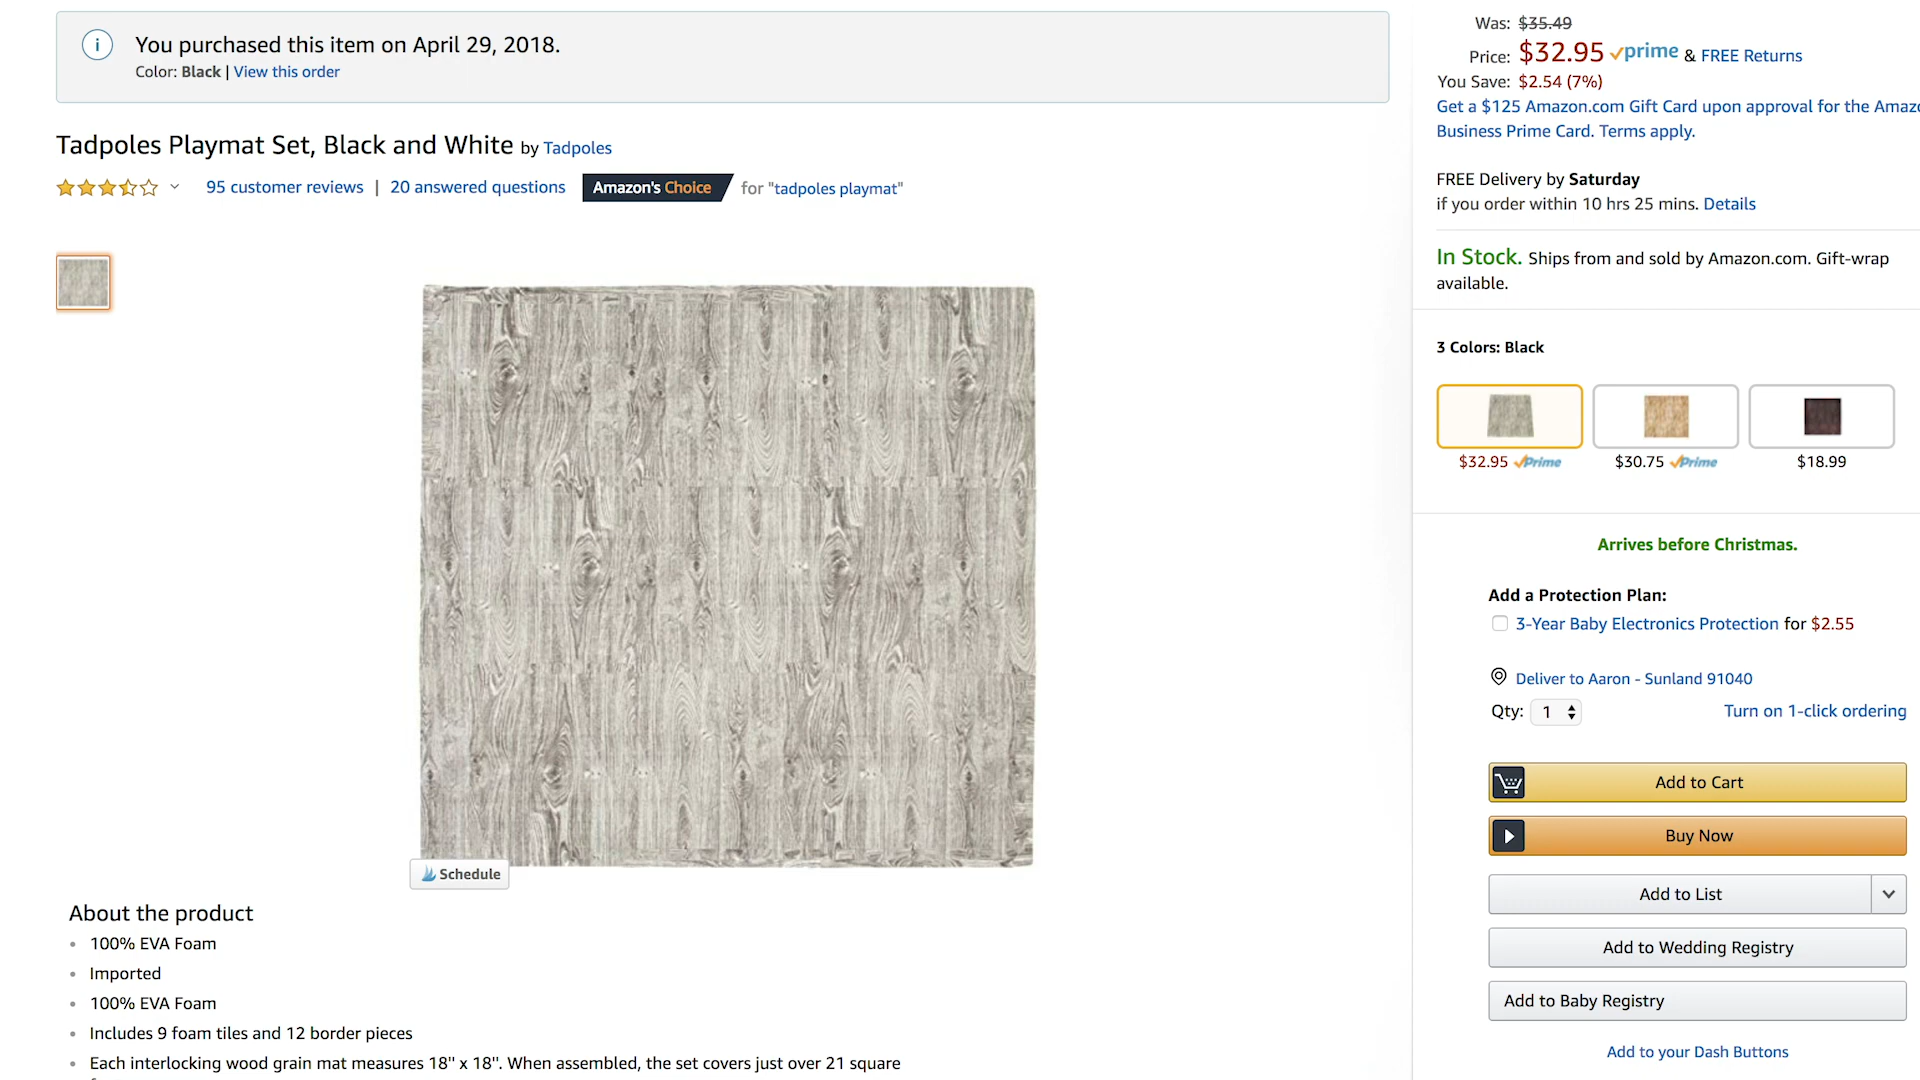 You purchased this item on April 29, 2018.
Color: Black | View this order
Tadpoles Playmat Set, Black and White by Tadpoles
95 customer reviews | 20 answered questions Amazon's Choice for "tadpoles playmat"
Schedule
About the product
• 100% EVA Foam
• Imported
• 100% EVA Foam
• Includes 9 foam tiles and 12 border pieces
• Each interlocking wood grain mat measures 18" x 18". When assembled, the set covers just over 21 square
Was: $35.49
Price: $32.95 prime & FREE Returns
You Save: $2.54 (7%)
Get a $125 Amazon.com Gift Card upon approval for the
Business Prime Card. Terms apply.
FREE Delivery by Saturday
if you order within 10 hrs 25 mins. Details
In Stock. Ships from and sold by Amazon.com. Gift-wrap
available.
3 Colors: Black
$32.95 Prime $30.75 Prime $18.99
Arrives before Christmas.
Add a Protection Plan:
3-Year Baby Electronics Protection for $2.55
Deliver to Aaron - Sunland 91040
Qty: 1 Turn on 1-click ordering
Add to Cart
Buy Now
Add to List
Add to Wedding Registry
Add to Baby Registry
Add to your Dash Buttons